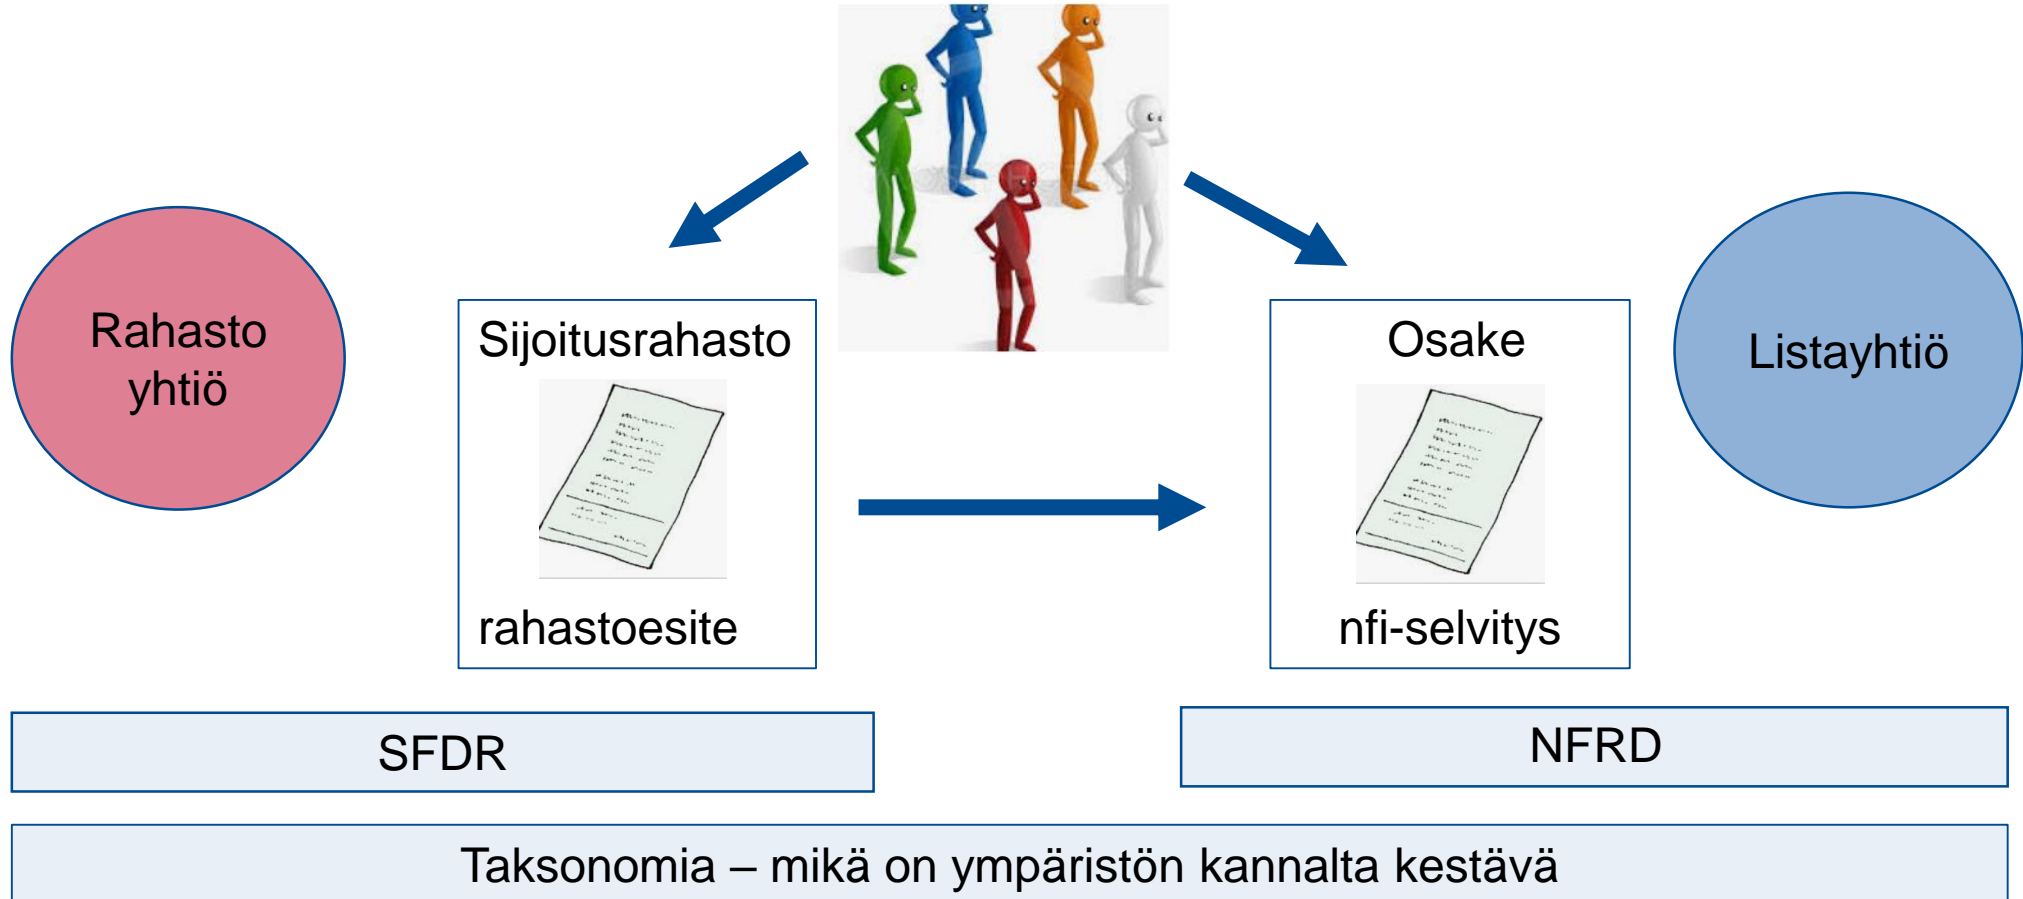 Rahasto
yhtiö
Sijoitusrahasto
rahastoesite
Osake
nfi-selvitys
Listayhtiö
SFDR
NFRD
Taksonomia – mikä on ympäristön kannalta kestävä